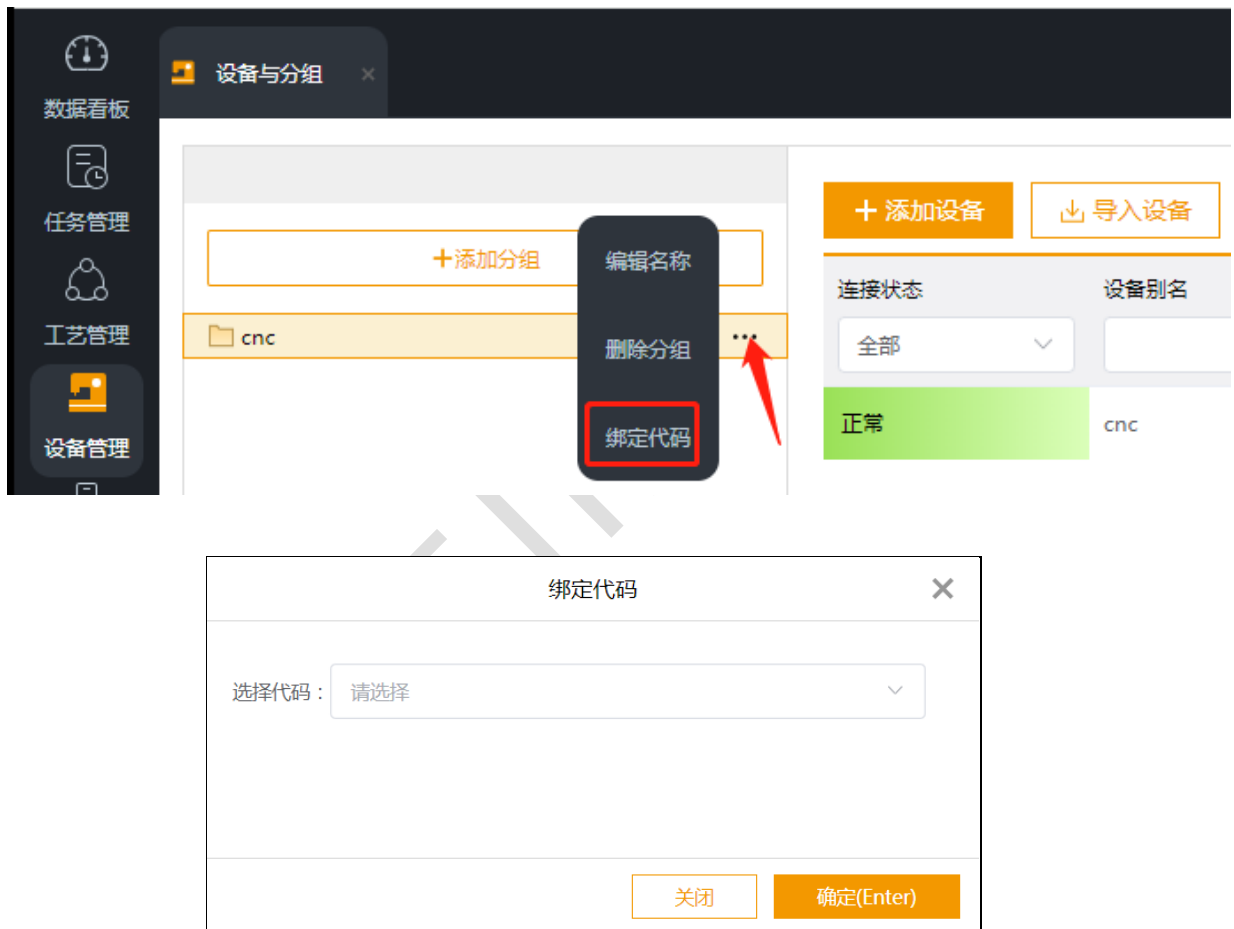 设备与分组
数据看板
任务管理
工艺管理
设备管理
+添加分组
cnc
...
编辑名称
删除分组
绑定代码
+ 添加设备
导入设备
连接状态
设备别名
全部
正常
cnc
绑定代码
选择代码：
请选择
关闭
确定(Enter)